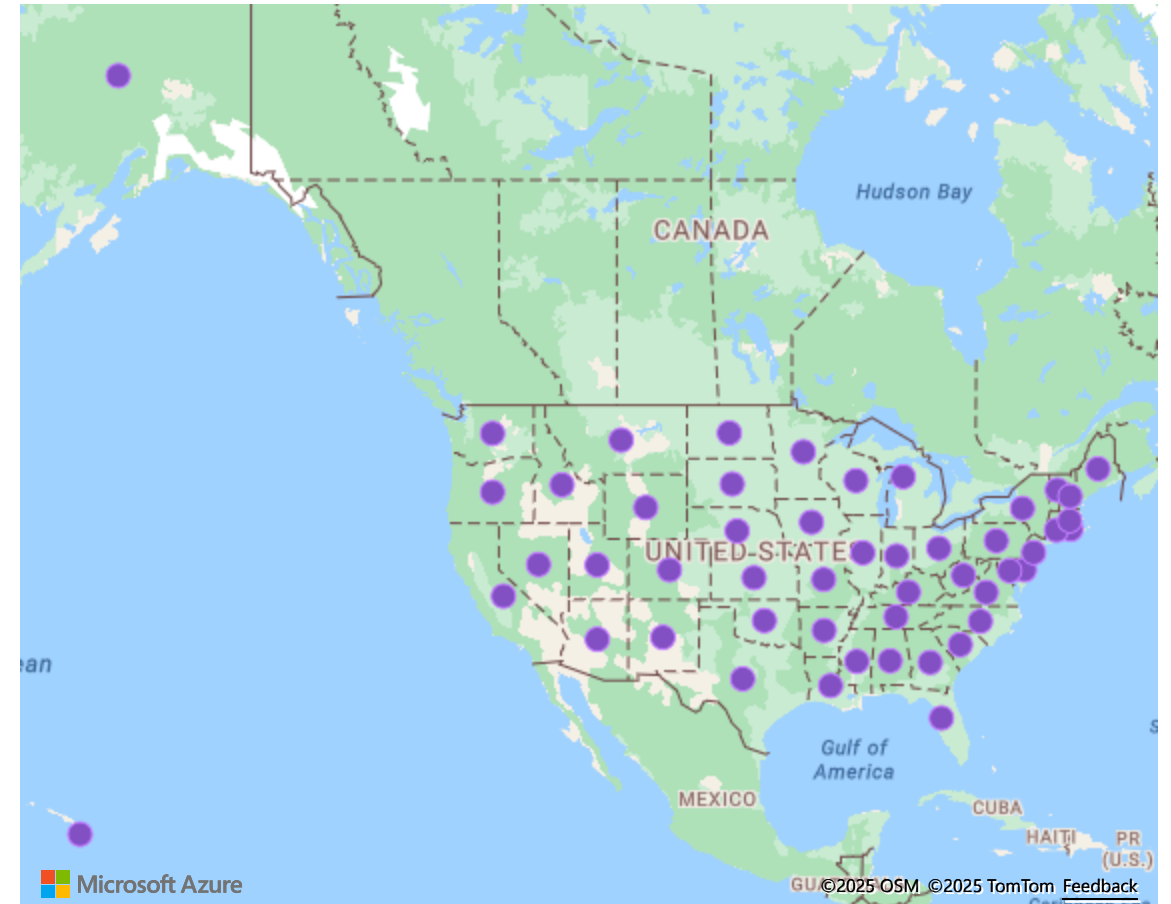 Hudson Bay
CANADA
UNITED STATE
ean
Gulf of
America
MEXICO
CUBA
HAITI
PR
(U.S.)
Microsoft Azure
©2025 OSM ©2025 TomTom Feedback